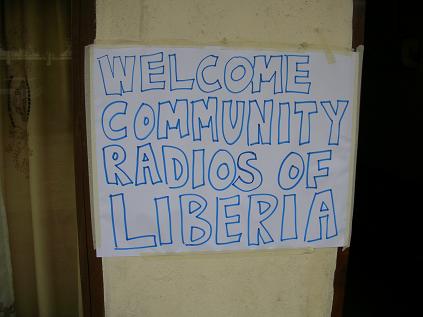 WELCOME
COMMUNITY
RADIOS OF
LIBERIA